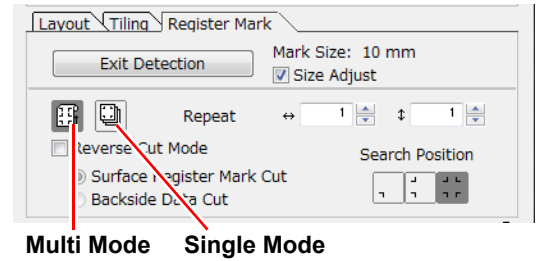 Layout Tiling Register Mark
Exit Detection Mark Size: 10 mm
Size Adjust
Repeat ↔ 1 ↕ 1
Reverse Cut Mode Search Position
Surface Register Mark Cut
Backside Data Cut
Multi Mode Single Mode